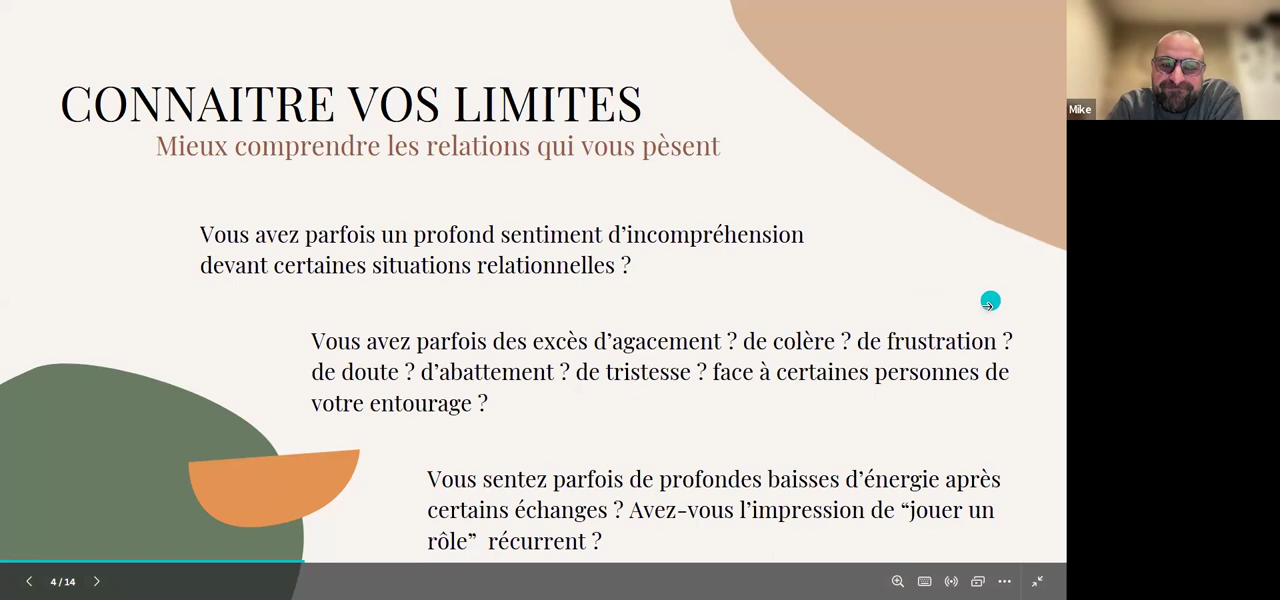 CONNAITRE VOS LIMITES
Mieux comprendre les relations qui vous pèsent
Vous avez parfois un profond sentiment d’incompréhension
devant certaines situations relationnelles ?
Vous avez parfois des excès d’agacement ? de colère ? de frustration ?
de doute ? d’abattement ? de tristesse ? face à certaines personnes de
votre entourage ?
Vous sentez parfois de profondes baisses d’énergie après
certains échanges ? Avez-vous l’impression de “jouer un
rôle” récurrent ?
4 / 14
Mike